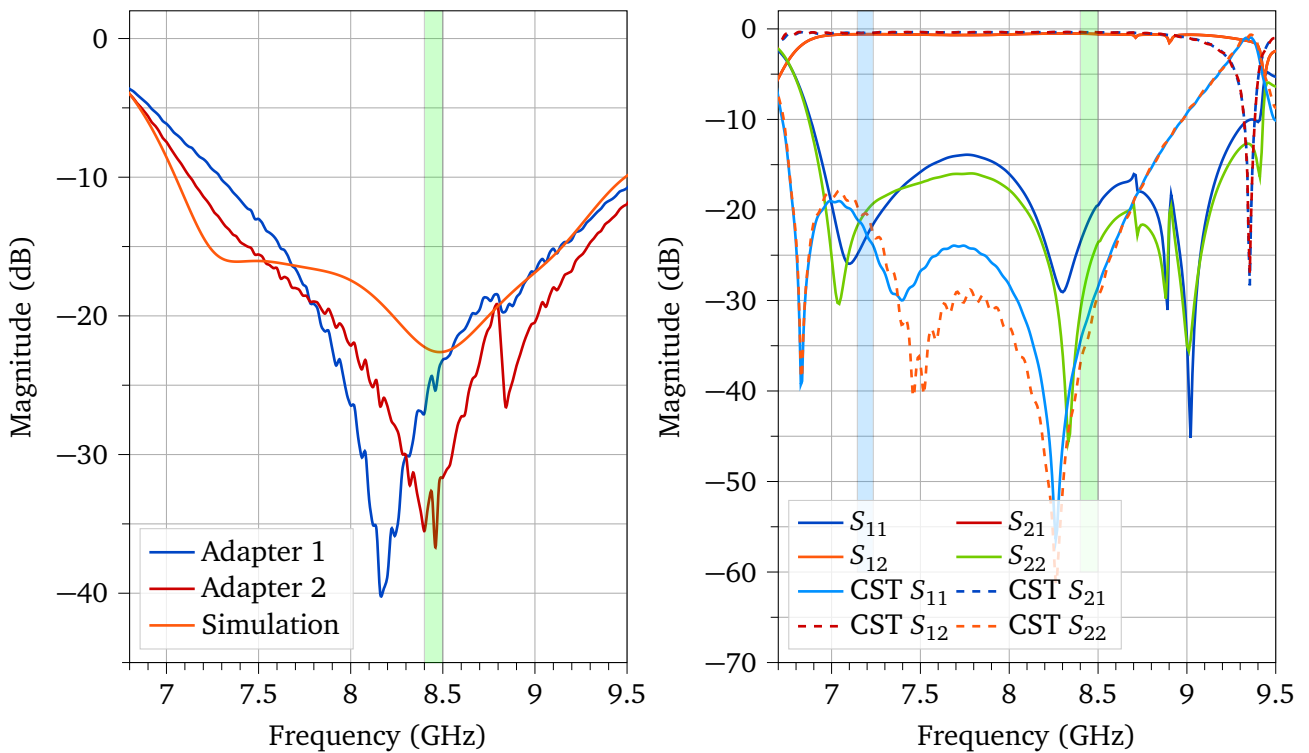 0
−10
−20
−30
−40
7
7.5
8
8.5
9
9.5
Magnitude (dB)
Frequency (GHz)
Adapter 1
Adapter 2
Simulation
0
−10
−20
−30
−40
−50
−60
−70
7
7.5
8
8.5
9
9.5
Magnitude (dB)
Frequency (GHz)
S11 S21
S12 S22
CST S11 CST S21
CST S12 CST S22